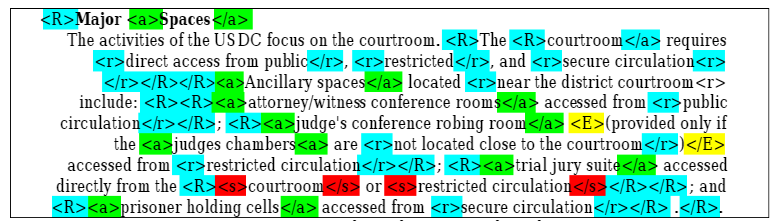 <R>Major <a>Spaces</a>
The activities of the USDC focus on the courtroom. <R>The <R>courtroom</a> requires
<r>direct access from public</r>, <r>restricted</r>, and <r>secure circulation<r>
</r></R></R><a>Ancillary spaces</a> located <r>near the district courtroom<r>
include: <R><R><a>attorney/witness conference rooms</a> accessed from <r>public
circulation</r></R>; <R><a>judge's conference robing room</a> <E>(provided only if
the <a>judges chambers<a> are <r>not located close to the courtroom</r>)</E>
accessed from <r>restricted circulation</r></R>; <R><a>trial jury suite</a> accessed
directly from the <R><s>courtroom</s> or <s>restricted circulation</s></R></R>; and
<R><a>prisoner holding cells</a> accessed from <r>secure circulation</r></R> .</R>.